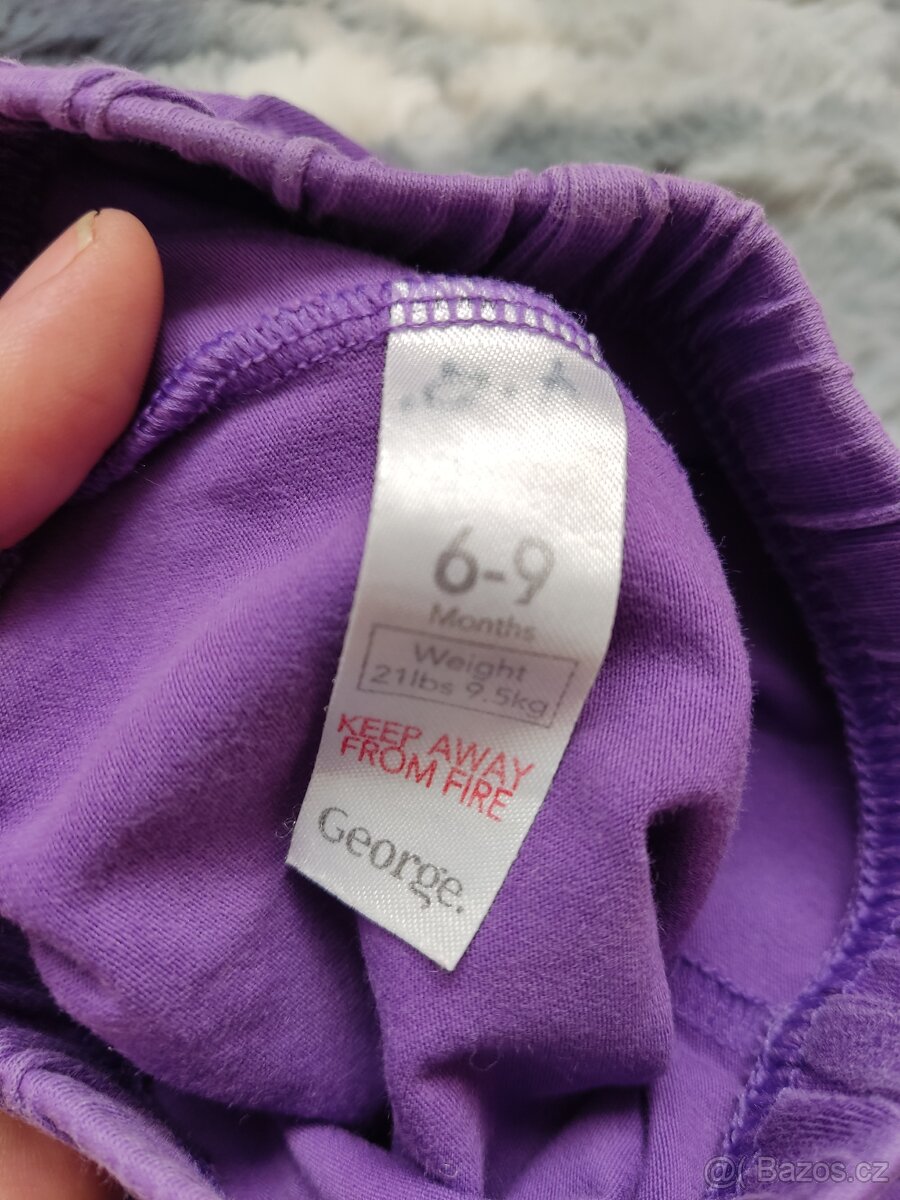 6-9
Months
Weight
21lbs 9.5kg
KEEP AWAY
FROM FIRE
George.
@ Bazos.cz